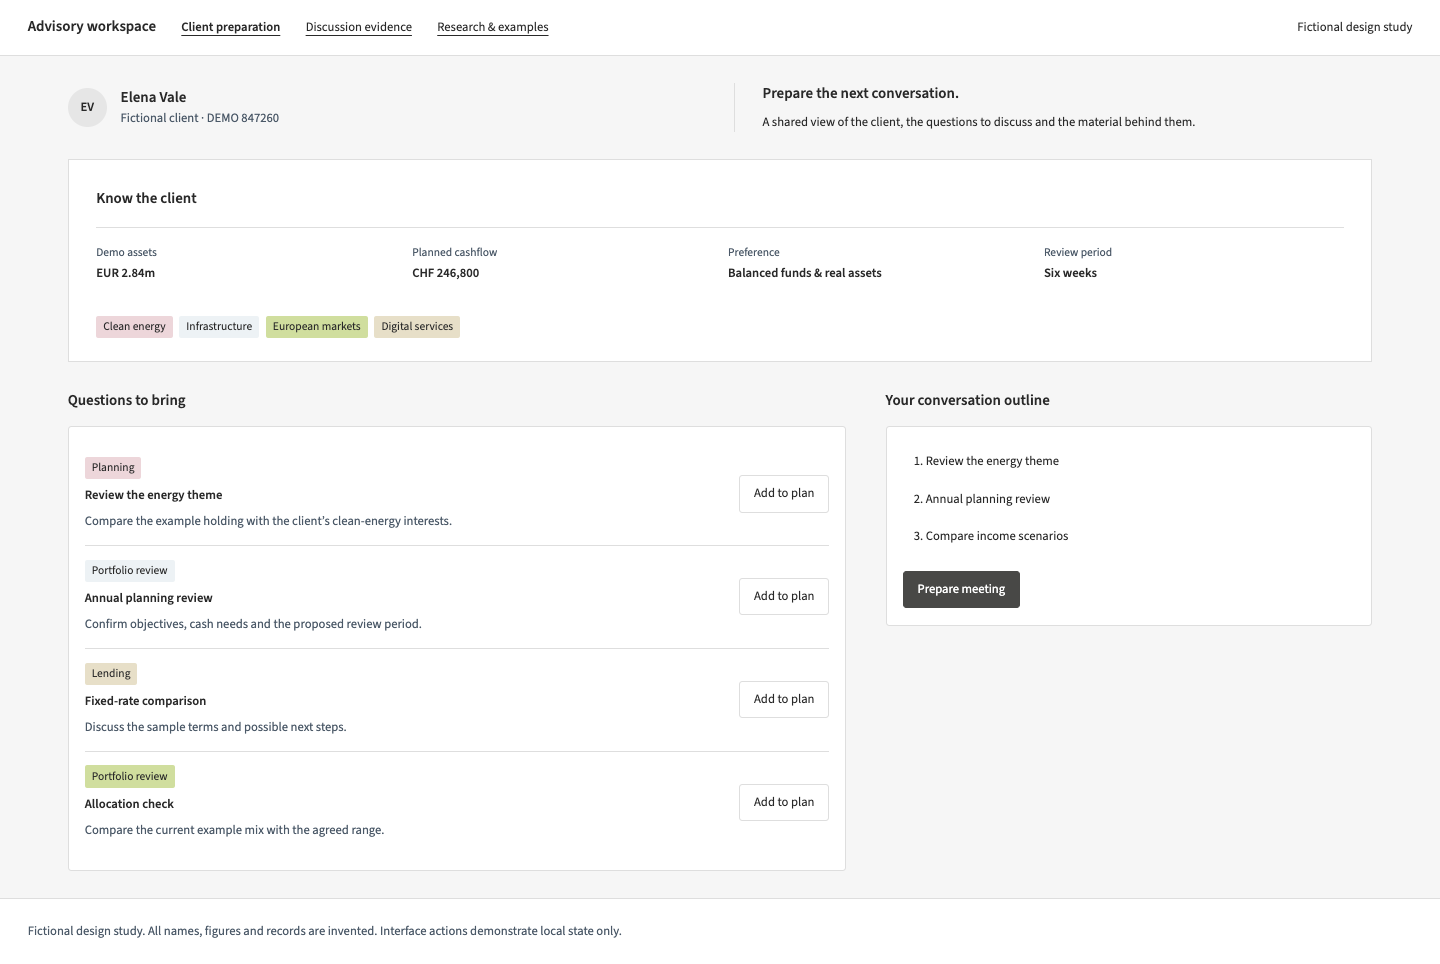 Advisory workspace
Client preparation
Discussion evidence
Research & examples
Fictional design study
EV
Elena Vale
Fictional client · DEMO 847260
Prepare the next conversation.
A shared view of the client, the questions to discuss and the material behind them.
Know the client
Demo assets
EUR 2.84m
Planned cashflow
CHF 246,800
Preference
Balanced funds & real assets
Review period
Six weeks
Clean energy
Infrastructure
European markets
Digital services
Questions to bring
Planning
Review the energy theme
Compare the example holding with the client’s clean-energy interests.
Add to plan
Portfolio review
Annual planning review
Confirm objectives, cash needs and the proposed review period.
Add to plan
Lending
Fixed-rate comparison
Discuss the sample terms and possible next steps.
Add to plan
Portfolio review
Allocation check
Compare the current example mix with the agreed range.
Add to plan
Your conversation outline
1. Review the energy theme
2. Annual planning review
3. Compare income scenarios
Prepare meeting
Fictional design study. All names, figures and records are invented. Interface actions demonstrate local state only.